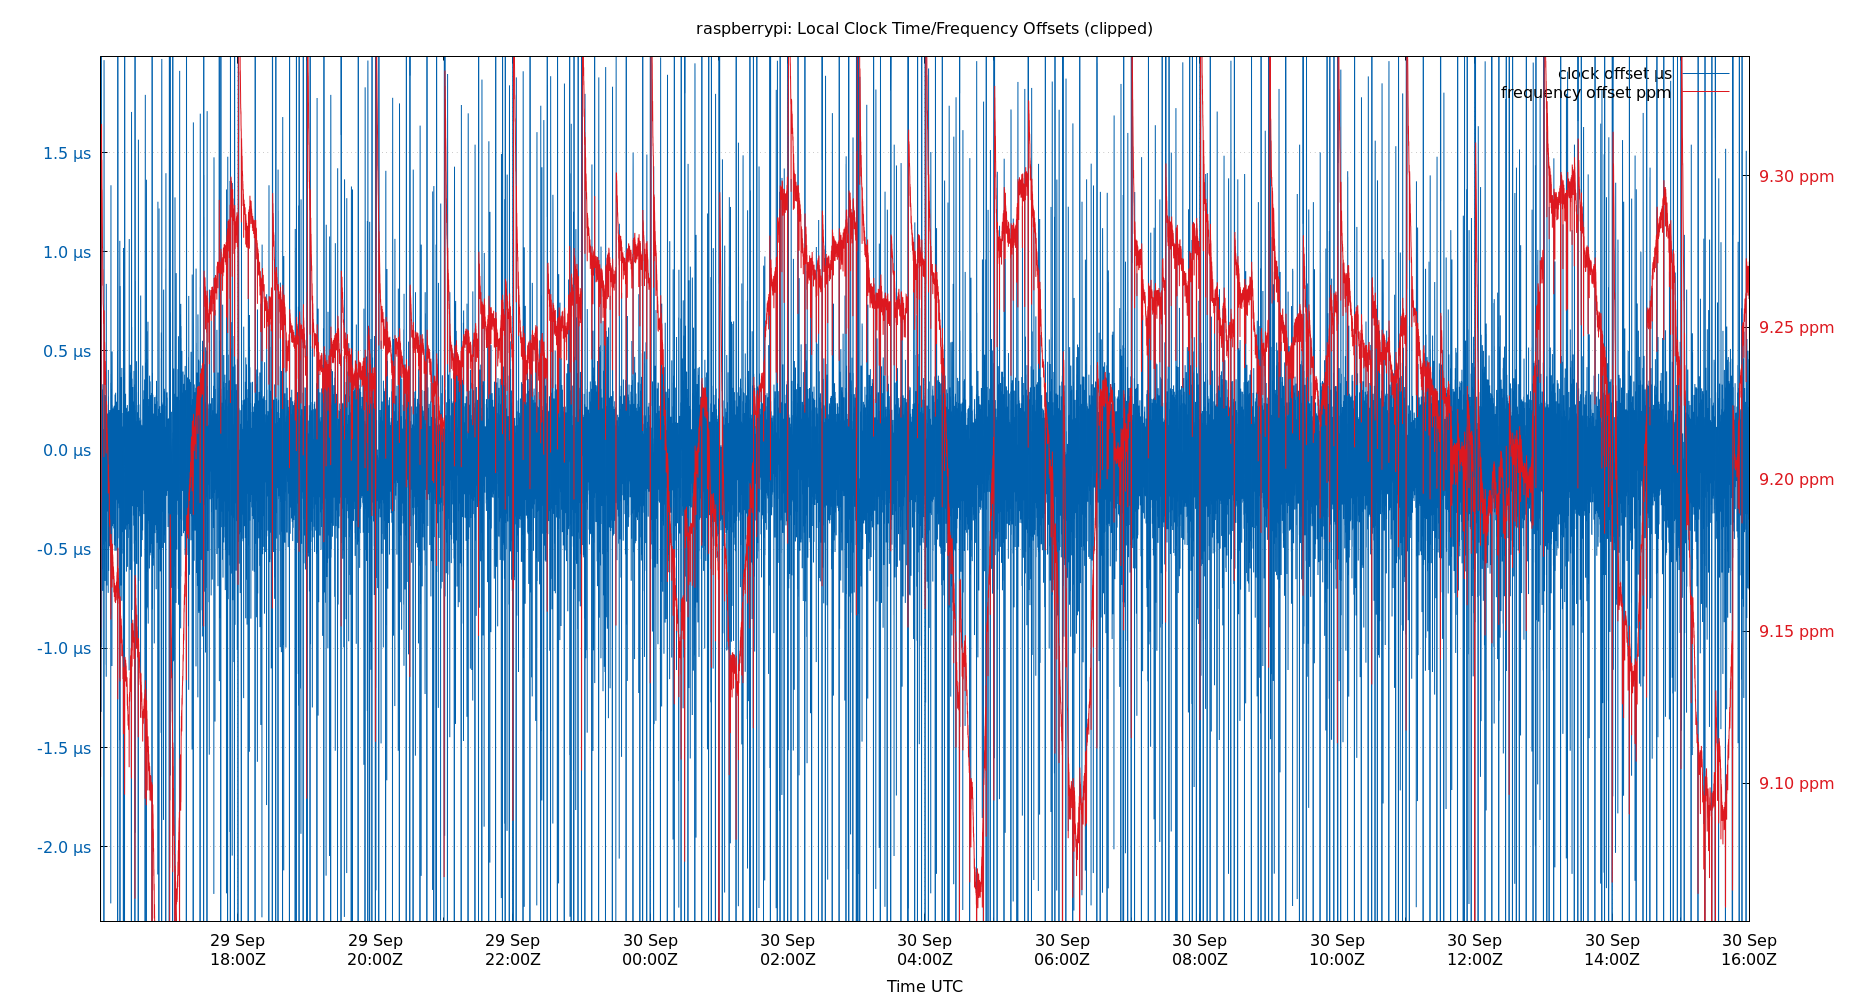 raspberrypi: Local Clock Time/Frequency Offsets (clipped)
clock offset µs
frequency offset ppm
1.5 µs
1.0 µs
0.5 µs
0.0 µs
-0.5 µs
-1.0 µs
-1.5 µs
-2.0 µs
9.30 ppm
9.25 ppm
9.20 ppm
9.15 ppm
9.10 ppm
29 Sep 29 Sep 29 Sep 30 Sep 30 Sep 30 Sep 30 Sep 30 Sep 30 Sep 30 Sep 30 Sep 30 Sep
18:00Z 20:00Z 22:00Z 00:00Z 02:00Z 04:00Z 06:00Z 08:00Z 10:00Z 12:00Z 14:00Z 16:00Z
Time UTC